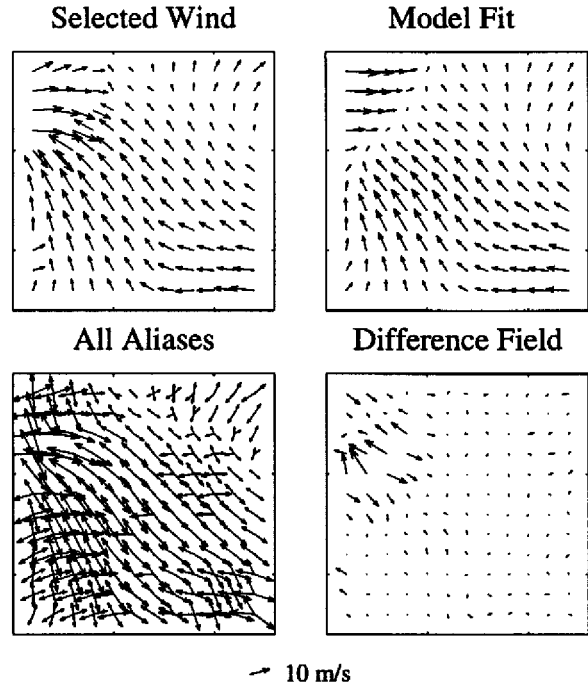 Selected Wind
Model Fit
All Aliases
Difference Field
10 m/s